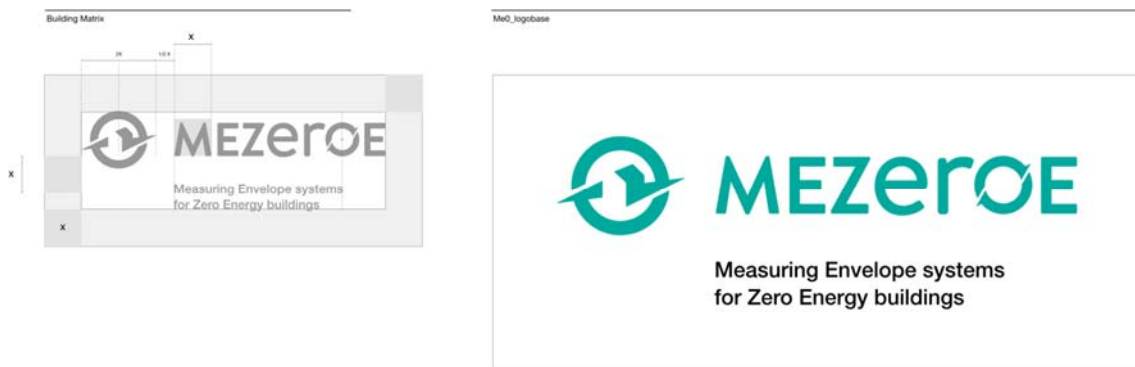 Building Matrix
X
2X
1/2 X
MEZeroE
Measuring Envelope systems
for Zero Energy buildings
X
X
Me0_logobase
MEZeroE
Measuring Envelope systems
for Zero Energy buildings